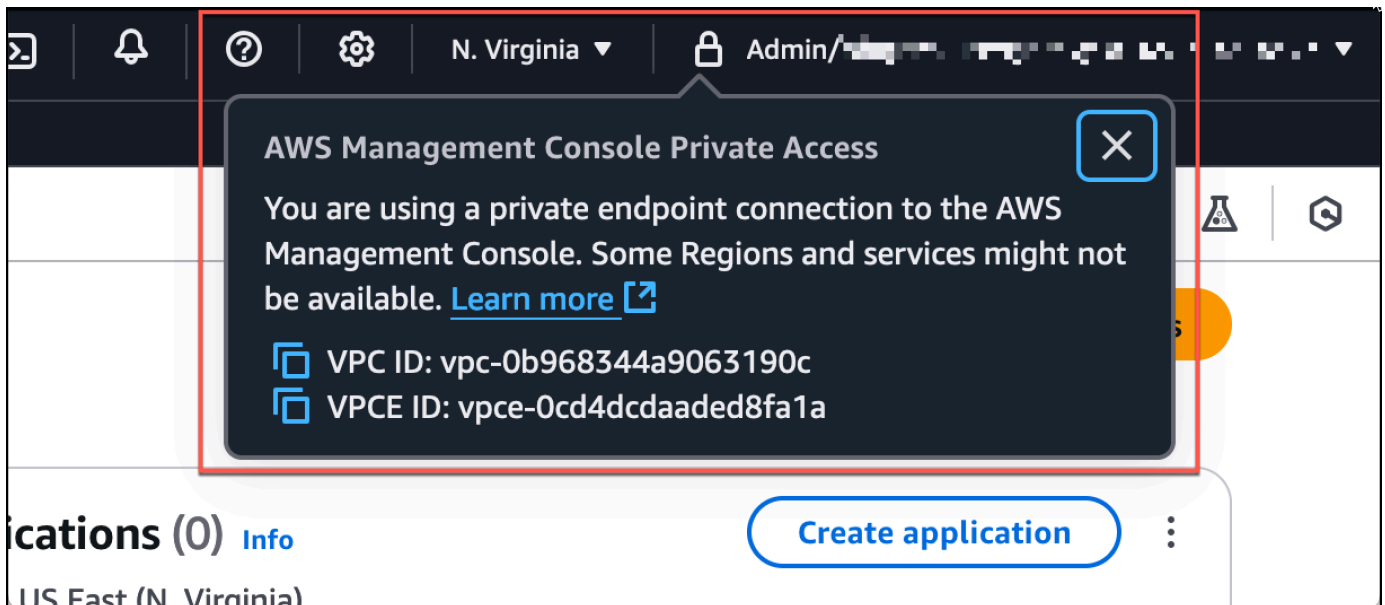 N. Virginia ▼
Admin/
AWS Management Console Private Access
You are using a private endpoint connection to the AWS
Management Console. Some Regions and services might not
be available. Learn more
VPC ID: vpc-0b968344a9063190c
VPCE ID: vpce-0cd4dcdaaded8fa1a
s
ications (0) Info
Create application
US East (N. Virginia)